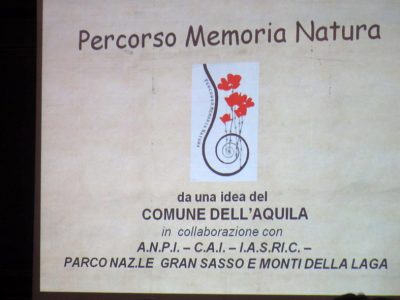 Percorso Memoria Natura
da una idea del
COMUNE DELL'AQUILA
in collaborazione con
A.N.P.I. – C.A.I. – I.A.S.R.I.C. –
PARCO NAZ.LE GRAN SASSO E MONTI DELLA LAGA